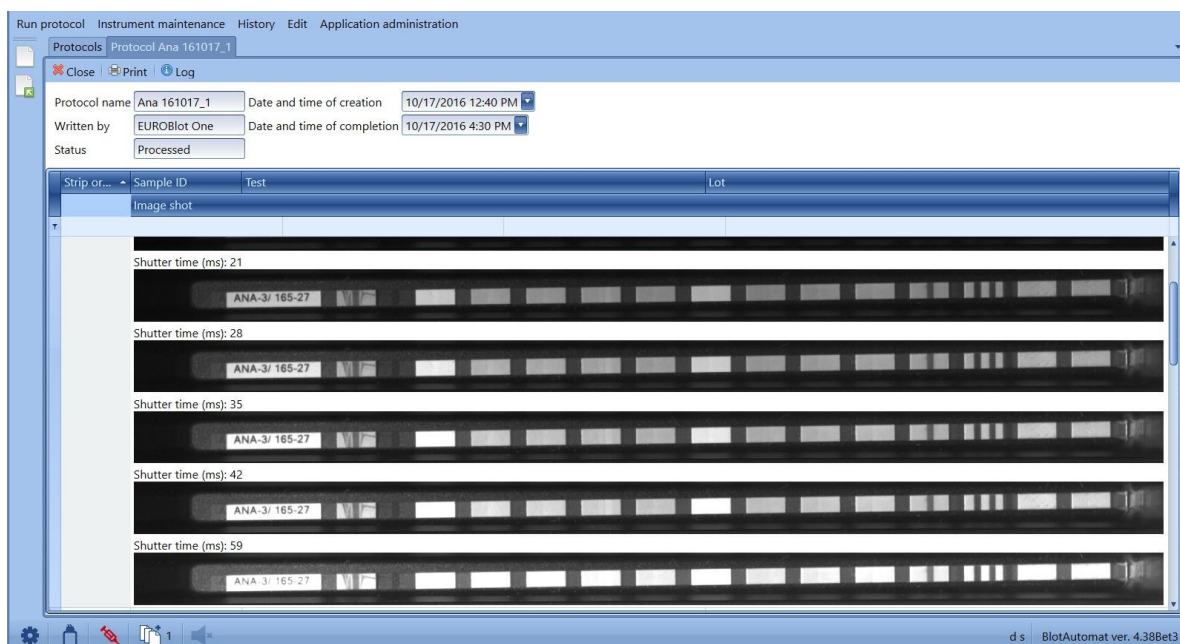 Run protocol Instrument maintenance History Edit Application administration
Protocols Protocol Ana 161017_1
Close Print Log
Protocol name Ana 161017_1 Date and time of creation 10/17/2016 12:40 PM
Written by EUROBlot One Date and time of completion 10/17/2016 4:30 PM
Status Processed
Strip or... Sample ID Test Lot
Image shot
Shutter time (ms): 21
ANA-3/ 165-27
Shutter time (ms): 28
ANA-3/ 165-27
Shutter time (ms): 35
ANA-3/ 165-27
Shutter time (ms): 42
ANA-3/ 165-27
Shutter time (ms): 59
ANA-3/ 165-27
1 d s BlotAutomat ver. 4.38Bet3